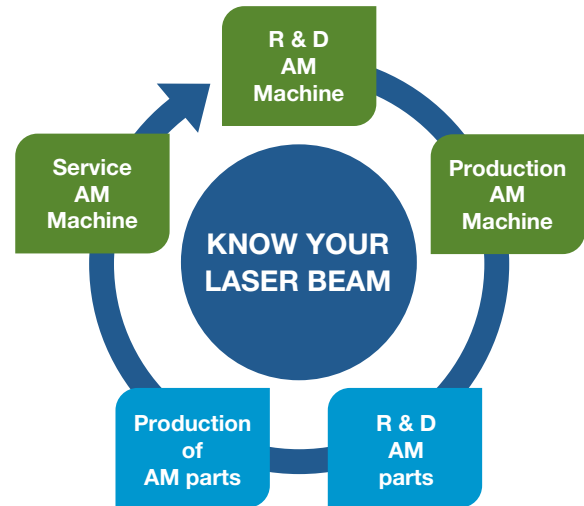 R & D
AM
Machine
Production
AM
Machine
R & D
AM
parts
Production
of
AM parts
Service
AM
Machine
KNOW YOUR
LASER BEAM